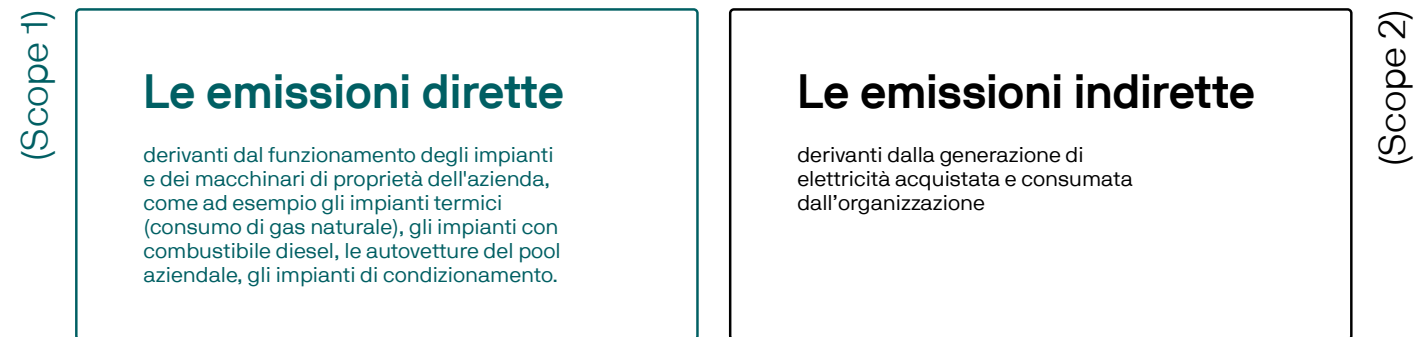 (Scope 1)
Le emissioni dirette
derivanti dal funzionamento degli impianti
e dei macchinari di proprietà dell'azienda,
come ad esempio gli impianti termici
(consumo di gas naturale), gli impianti con
combustibile diesel, le autovetture del pool
aziendale, gli impianti di condizionamento.
Le emissioni indirette
derivanti dalla generazione di
elettricità acquistata e consumata
dall’organizzazione
(Scope 2)